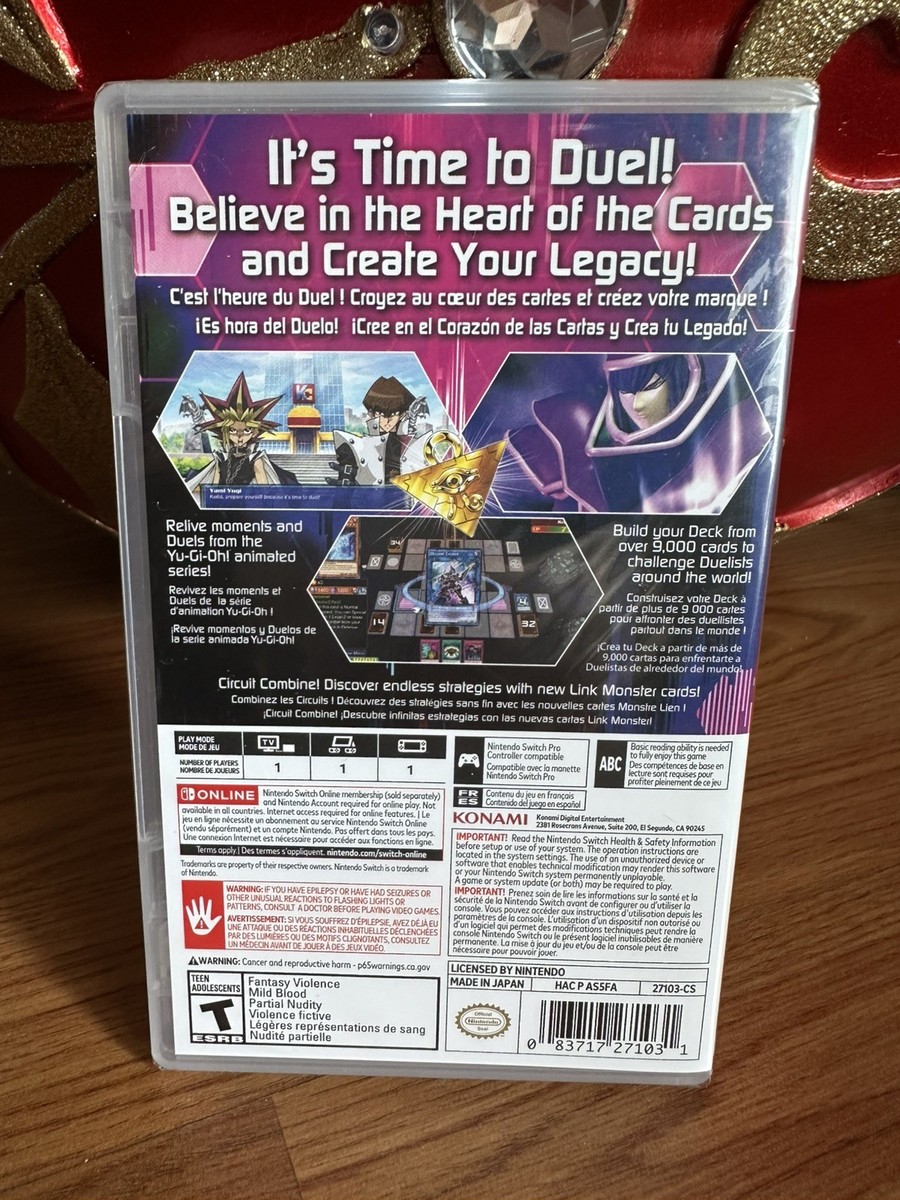 It's Time to Duel!
Believe in the Heart of the Cards
and Create Your Legacy!
C'est l'heure du Duel ! Croyez au cœur des cartes et créez votre marque !
¡Es hora del Duelo! ¡Cree en el Corazón de las Cartas y Crea tu Legado!
KC
Yami Yugi
Kaiba, prepare yourself because it's time to duel!
Relive moments and
Duels from the
Yu-Gi-Oh! animated
series!
Revivez les moments et
Duels de la série
d'animation Yu-Gi-Oh !
¡Revive momentos y Duelos de
la serie animada Yu-Gi-Oh!
34
14
32
Build your Deck from
over 9,000 cards to
challenge Duelists
around the world!
Construisez votre Deck à
partir de plus de 9 000 cartes
pour affronter des duellistes
partout dans le monde !
¡Crea tu Deck a partir de más de
9,000 cartas para enfrentarte a
Duelistas de alrededor del mundo!
Circuit Combine! Discover endless strategies with new Link Monster cards!
Combinez les Circuits ! Découvrez des stratégies sans fin avec les nouvelles cartes Monstre Lien !
¡Circuit Combine! ¡Descubre infinitas estrategias con las nuevas cartas Link Monster!
PLAY MODE
MODE DE JEU
TV
NUMBER OF PLAYERS
NOMBRE DE JOUEURS
1 1 1
Nintendo Switch Pro
Controller compatible
Compatible avec la manette
Nintendo Switch Pro
ABC
Basic reading ability is needed
to fully enjoy this game
Des compétences de base en
lecture sont requises pour
profiter pleinement de ce jeu
FR
ES
Contenu du jeu en français
Contenido del juego en español
ONLINE
Nintendo Switch Online membership (sold separately)
and Nintendo Account required for online play. Not
available in all countries. Internet access required for online features. | Le
jeu en ligne nécessite un abonnement au service Nintendo Switch Online
(vendu séparément) et un compte Nintendo. Pas offert dans tous les pays.
Une connexion Internet est nécessaire pour accéder aux fonctions en ligne.
Terms apply | Des termes s'appliquent. nintendo.com/switch-online
Trademarks are property of their respective owners. Nintendo Switch is a trademark
of Nintendo.
KONAMI
Konami Digital Entertainment
2381 Rosecrans Avenue, Suite 200, El Segundo, CA 90245
IMPORTANT! Read the Nintendo Switch Health & Safety Information
before setup or use of your system. The operation instructions are
located in the system settings. The use of an unauthorized device or
software that enables technical modification may render this software
or your Nintendo Switch system permanently unplayable.
A game or system update (or both) may be required to play.
IMPORTANT! Prenez soin de lire les informations sur la santé et la
sécurité de la Nintendo Switch avant de configurer ou d'utiliser la
console. Vous pouvez accéder aux instructions d'utilisation depuis les
paramètres de la console. L'utilisation d'un dispositif non autorisé ou
d'un logiciel qui permet des modifications techniques peut rendre la
console Nintendo Switch ou le présent logiciel inutilisables de manière
permanente. La mise à jour du jeu et/ou de la console peut être
nécessaire pour pouvoir jouer.
WARNING: IF YOU HAVE EPILEPSY OR HAVE HAD SEIZURES OR
OTHER UNUSUAL REACTIONS TO FLASHING LIGHTS OR
PATTERNS, CONSULT A DOCTOR BEFORE PLAYING VIDEO GAMES.
AVERTISSEMENT: SI VOUS SOUFFREZ D'ÉPILEPSIE, AVEZ DÉJÀ EU
UNE ATTAQUE OU DES RÉACTIONS INHABITUELLES DÉCLENCHÉES
PAR DES LUMIÈRES OU DES MOTIFS CLIGNOTANTS, CONSULTEZ
UN MÉDECIN AVANT DE JOUER À DES JEUX VIDÉO.
WARNING: Cancer and reproductive harm - p65warnings.ca.gov
TEEN
ADOLESCENTS
T
ESRB
Fantasy Violence
Mild Blood
Partial Nudity
Violence fictive
Légères représentations de sang
Nudité partielle
LICENSED BY NINTENDO
MADE IN JAPAN
HAC P AS5FA
27103-CS
Official
Nintendo
Seal
0 83717 27103 1